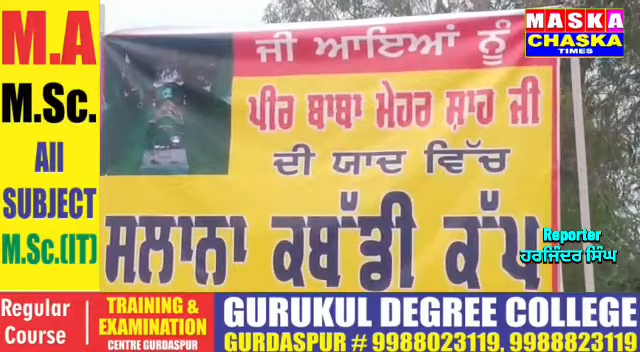 M.A
M.Sc.
All
SUBJECT
M.Sc.(IT)
ਜੀ ਆਇਆਂ ਨੂੰ
ਪੀਰ ਬਾਬਾ ਮੇਹਰ ਸ਼ਾਹ ਜੀ
ਦੀ ਯਾਦ ਵਿੱਚ
ਸਲਾਨਾ ਕਬੱਡੀ ਕੱਪ
MASKA
CHASKA
TIMES
Reporter
ਹਰਜਿੰਦਰ ਸਿੰਘ
Regular
Course
TRAINING &
EXAMINATION
CENTRE GURDASPUR
GURUKUL DEGREE COLLEGE
GURDASPUR # 9988023119, 9988823119